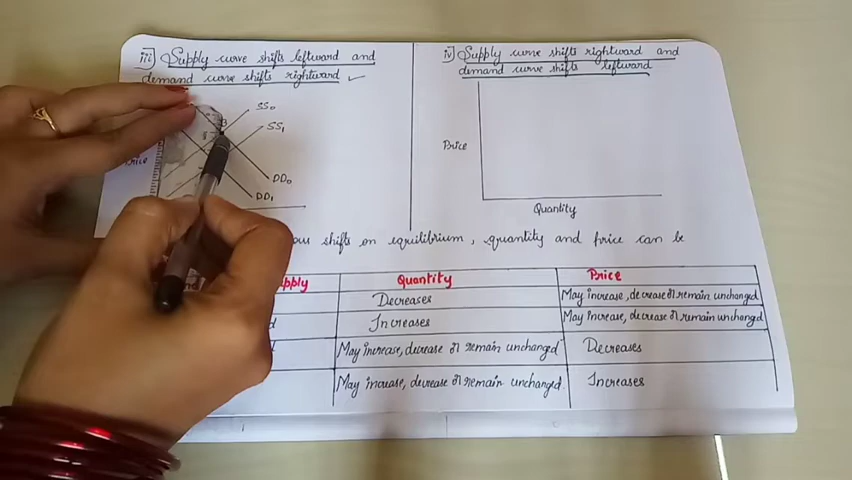 iii) Supply curve shifts leftward and
demand curve shifts rightward ✓
SS₀
SS₁
DD₀
DD₁
iv) Supply curve shifts rightward and
demand curve shifts leftward
Price
Quantity
shifts on equilibrium, quantity and price can be
Quantity
Price
Decreases
May increase, decrease or remain unchanged
Increases
May increase, decrease or remain unchanged
May increase, decrease or remain unchanged
Decreases
May increase, decrease or remain unchanged
Increases